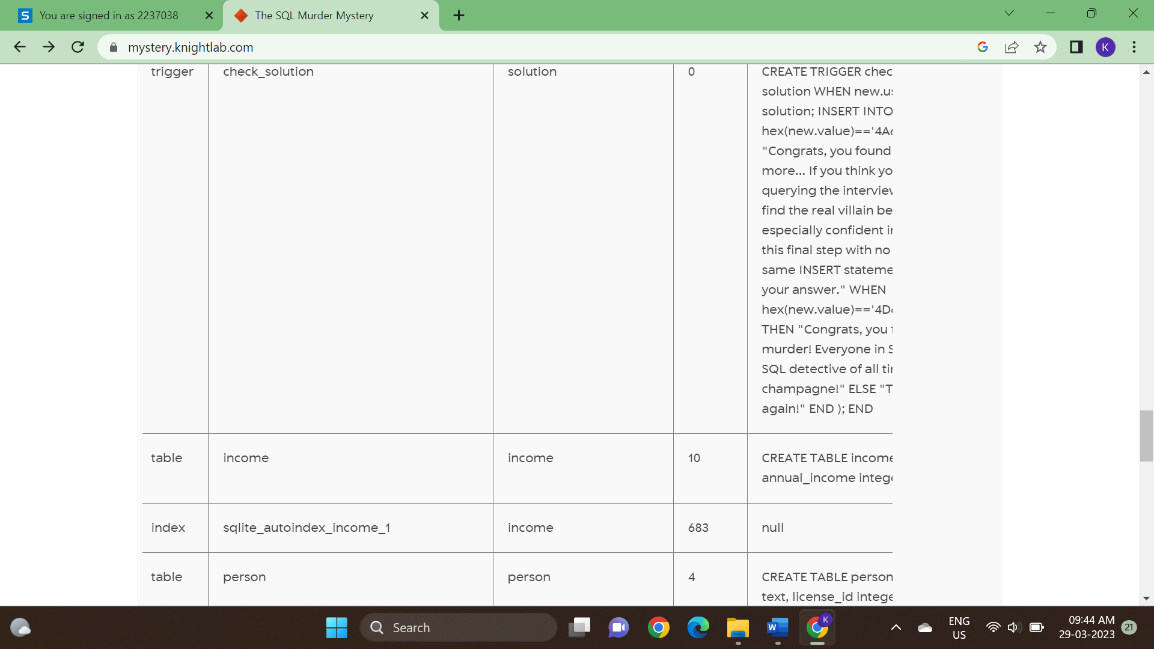 You are signed in as 2237038
The SQL Murder Mystery
mystery.knightlab.com
trigger check_solution solution 0 CREATE TRIGGER chec
solution WHEN new.u
solution; INSERT INTO
hex(new.value)=='4A
"Congrats, you found
more... If you think yo
querying the interview
find the real villain be
especially confident i
this final step with no
same INSERT stateme
your answer." WHEN
hex(new.value)=='4D
THEN "Congrats, you
murder! Everyone in S
SQL detective of all ti
champagne!" ELSE "T
again!" END ); END
table income income 10 CREATE TABLE income
annual_income intege
index sqlite_autoindex_income_1 income 683 null
table person person 4 CREATE TABLE person
text, license_id intege
Search
ENG
US
09:44 AM
29-03-2023
21